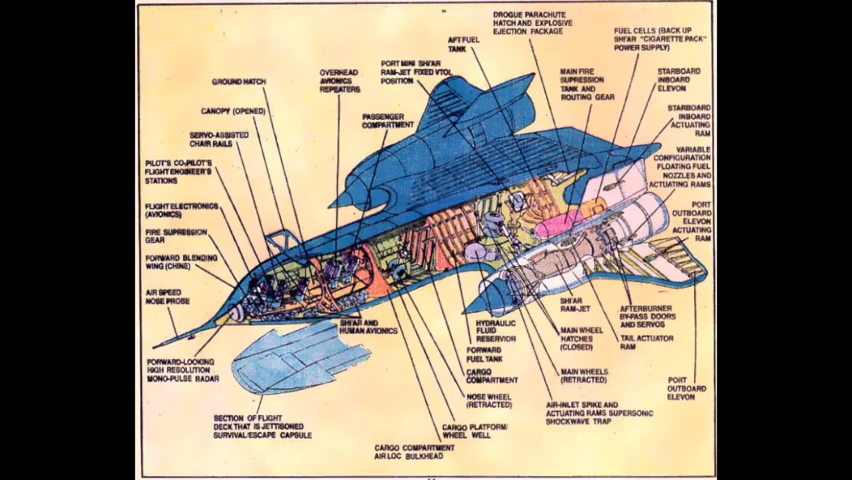 DROGUE PARACHUTE
HATCH AND EXPLOSIVE
EJECTION PACKAGE
FUEL CELLS (BACK UP
SHI'AR "CIGARETTE PACK"
POWER SUPPLY)
AFT FUEL
TANK
PORT MINI SHI'AR
RAM-JET FIXED VTOL
POSITION
OVERHEAD
AVIONICS
REPEATERS
GROUND HATCH
MAIN FIRE
SUPRESSION
TANK AND
ROUTING GEAR
STARBOARD
INBOARD
ELEVON
CANOPY (OPENED)
PASSENGER
COMPARTMENT
STARBOARD
INBOARD
ACTUATING
RAM
SERVO-ASSISTED
CHAIR RAILS
VARIABLE
CONFIGURATION
FLOATING FUEL
NOZZLES AND
ACTUATING RAMS
PILOT'S CO-PILOT'S
FLIGHT ENGINEER'S
STATIONS
FLIGHT ELECTRONICS
(AVIONICS)
PORT
OUTBOARD
ELEVON
ACTUATING
RAM
FIRE SUPRESSION
GEAR
FORWARD BLENDING
WING (CHINE)
AIR SPEED
NOSE PROBE
SHI'AR AND
HUMAN AVIONICS
HYDRAULIC
FLUID
RESERVIOR
SHI'AR
RAM-JET
AFTERBURNER
BY-PASS DOORS
AND SERVOS
MAIN WHEEL
HATCHES
(CLOSED)
TAIL ACTUATOR
RAM
FORWARD
FUEL TANK
FORWARD-LOOKING
HIGH RESOLUTION
MONO-PULSE RADAR
CARGO
COMPARTMENT
MAIN WHEELS
(RETRACTED)
PORT
OUTBOARD
ELEVON
NOSE WHEEL
(RETRACTED)
AIR-INLET SPIKE AND
ACTUATING RAMS SUPERSONIC
SHOCKWAVE TRAP
SECTION OF FLIGHT
DECK THAT IS JETTISONED
SURVIVAL/ESCAPE CAPSULE
CARGO PLATFORM/
WHEEL WELL
CARGO COMPARTMENT
AIR LOC BULKHEAD